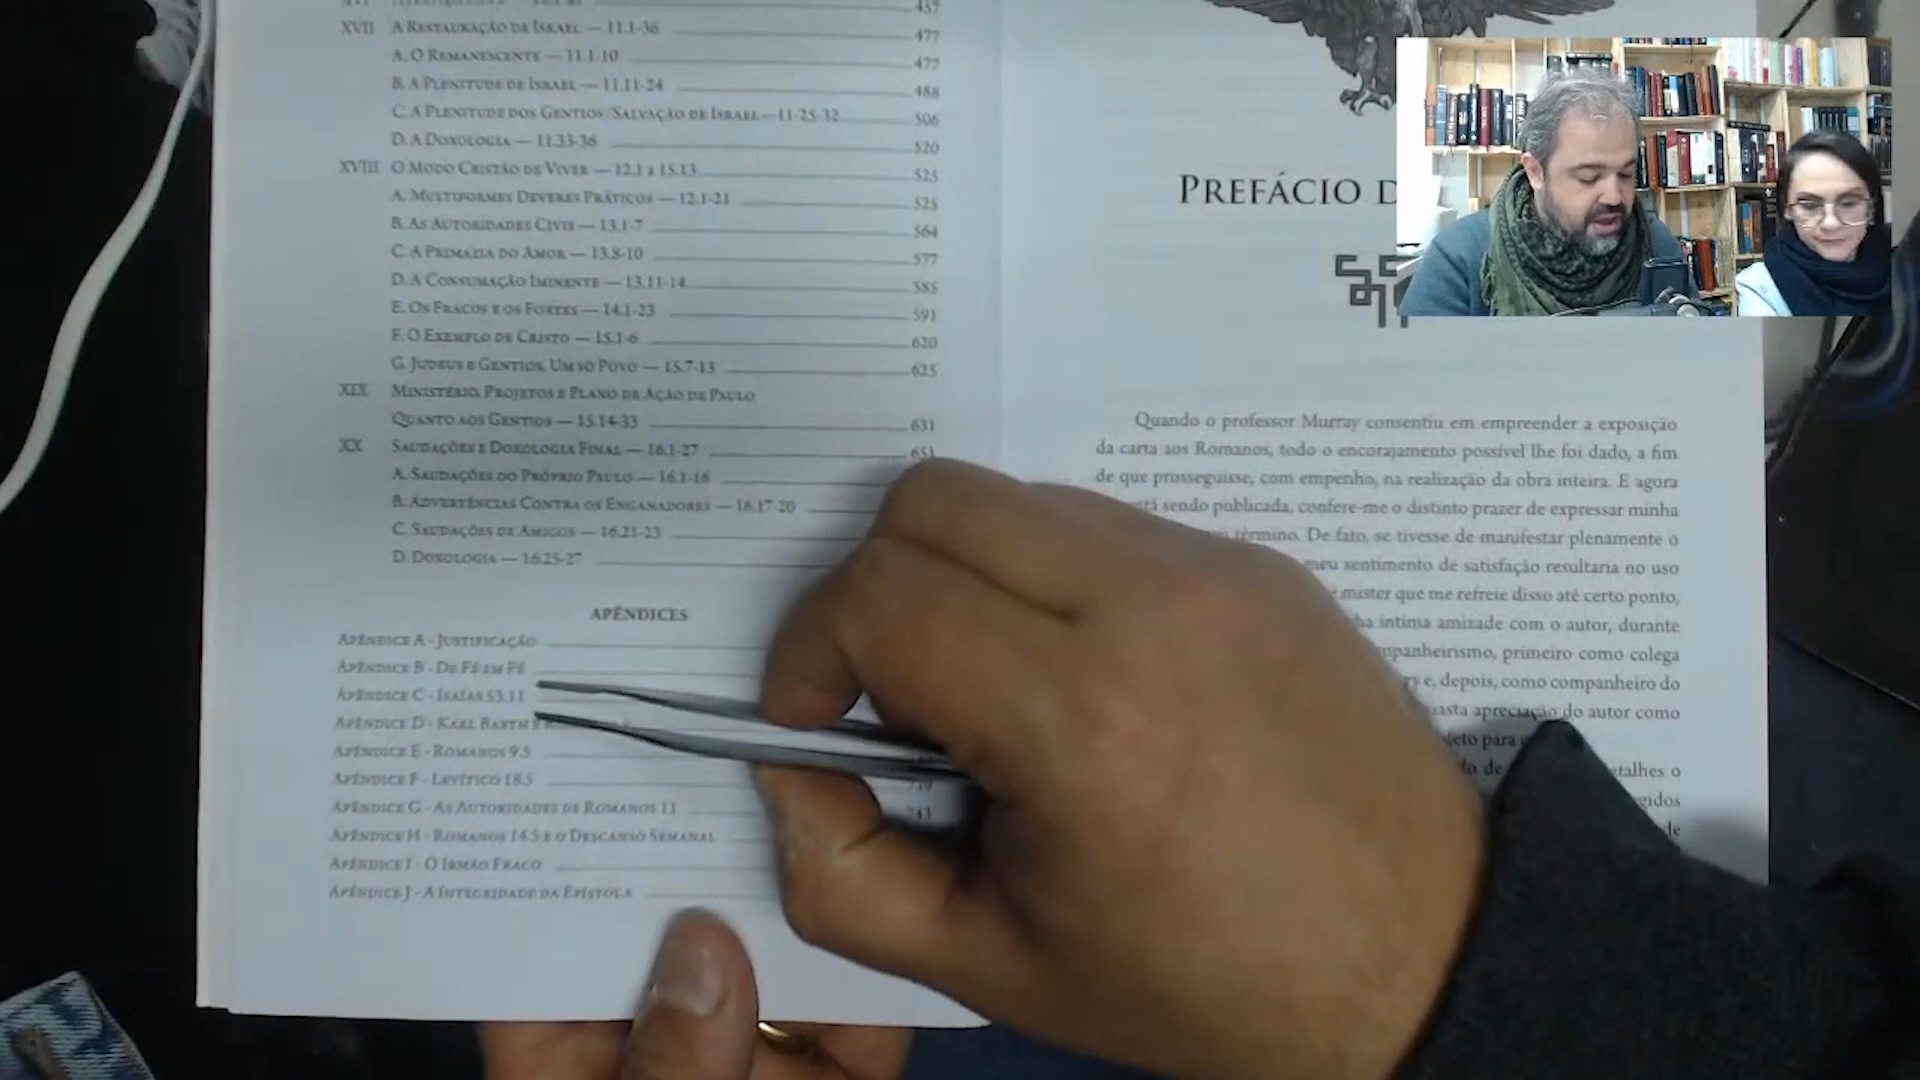 457
XVII A Restauração de Israel — 11.1-36 477
A. O Remanescente — 11.1-10 477
B. A Plenitude de Israel — 11.11-24 488
C. A Plenitude dos Gentios/Salvação de Israel — 11-25-32 506
D. A Doxologia — 11.33-36 520
XVIII O Modo Cristão de Viver — 12.1 a 15.13 525
A. Multiformes Deveres Práticos — 12.1-21 525
B. As Autoridades Civis — 13.1-7 564
C. A Primazia do Amor — 13.8-10 577
D. A Consumação Iminente — 13.11-14 585
E. Os Fracos e os Fortes — 14.1-23 591
F. O Exemplo de Cristo — 15.1-6 620
G. Judeus e Gentios, Um só Povo — 15.7-13 625
XIX Ministério, Projetos e Plano de Ação de Paulo
Quanto aos Gentios — 15.14-33 631
XX Saudações e Doxologia Final — 16.1-27 651
A. Saudações do Próprio Paulo — 16.1-16
B. Advertências Contra os Enganadores — 16.17-20
C. Saudações de Amigos — 16.21-23
D. Doxologia — 16.25-27
APÊNDICES
Apêndice A - Justificação
Apêndice B - De Fé em Fé
Apêndice C - Isaías 53.11
Apêndice D - Karl Barth
Apêndice E - Romanos 9.5
Apêndice F - Levítico 18.5 739
Apêndice G - As Autoridades de Romanos 13 743
Apêndice H - Romanos 14.5 e o Descanso Semanal
Apêndice I - O Irmão Fraco
Apêndice J - A Integridade da Epístola
PREFÁCIO D
Quando o professor Murray consentiu em empreender a exposição
da carta aos Romanos, todo o encorajamento possível lhe foi dado, a fim
de que prosseguisse, com empenho, na realização da obra inteira. E agora
sendo publicada, confere-me o distinto prazer de expressar minha
término. De fato, se tivesse de manifestar plenamente o
meu sentimento de satisfação resultaria no uso
mister que me refreie disso até certo ponto,
íntima amizade com o autor, durante
companheirismo, primeiro como colega
e, depois, como companheiro do
apreciação do autor como
para
de detalhes o